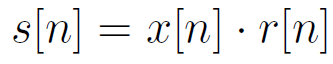 s[n] = x[n] · r[n]